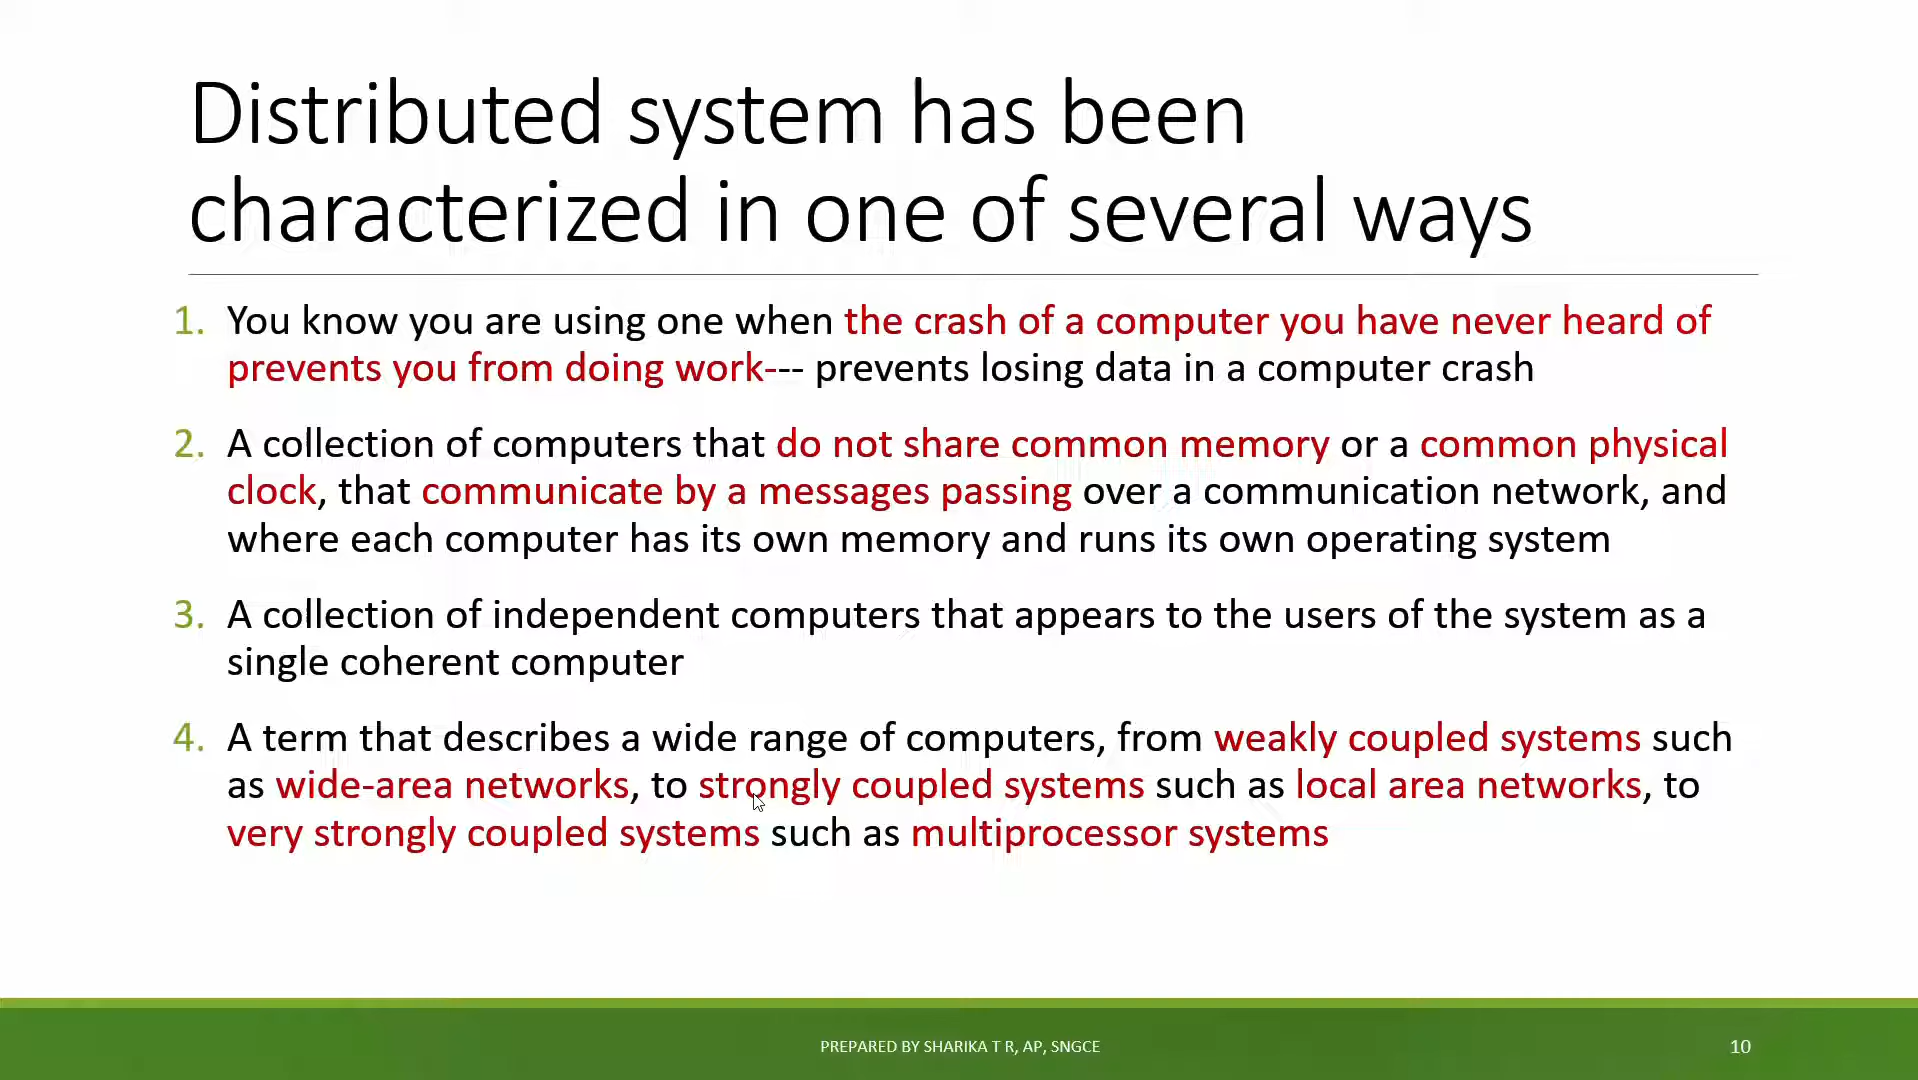 Distributed system has been
characterized in one of several ways
1. You know you are using one when the crash of a computer you have never heard of
prevents you from doing work--- prevents losing data in a computer crash
2. A collection of computers that do not share common memory or a common physical
clock, that communicate by a messages passing over a communication network, and
where each computer has its own memory and runs its own operating system
3. A collection of independent computers that appears to the users of the system as a
single coherent computer
4. A term that describes a wide range of computers, from weakly coupled systems such
as wide-area networks, to strongly coupled systems such as local area networks, to
very strongly coupled systems such as multiprocessor systems
PREPARED BY SHARIKA T R, AP, SNGCE
10